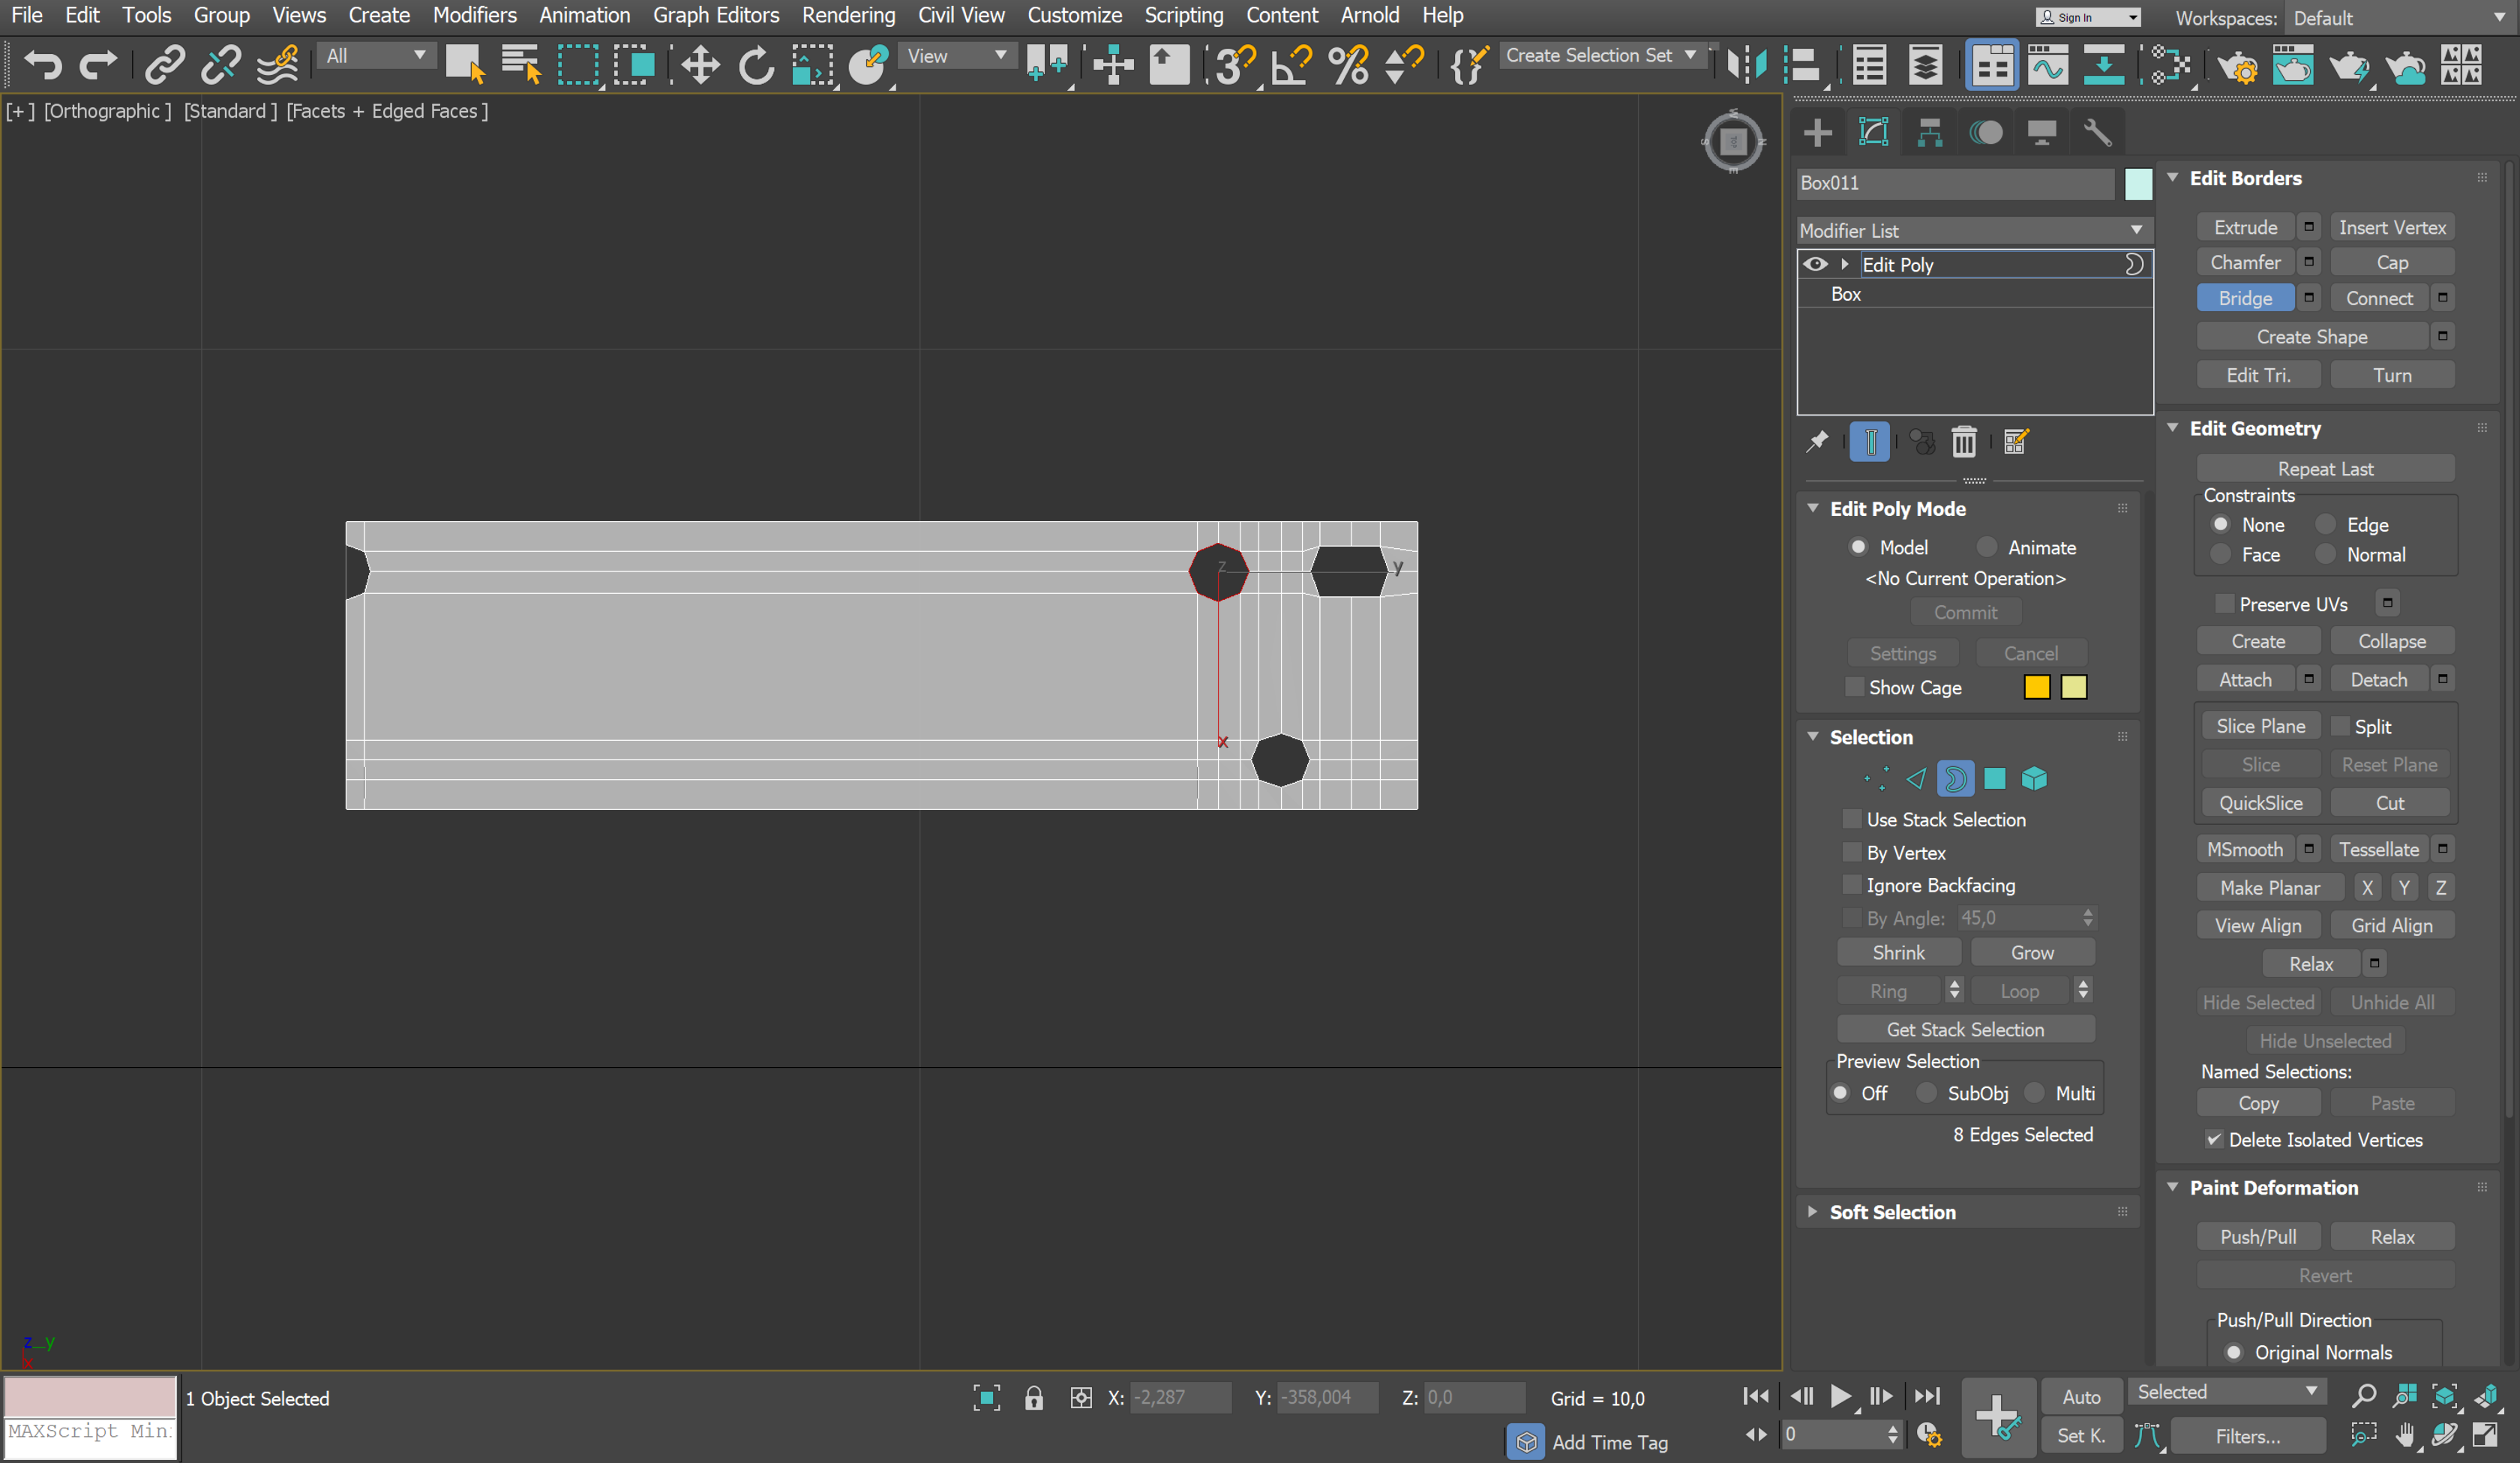 File Edit Tools Group Views Create Modifiers Animation Graph Editors Rendering Civil View Customize Scripting Content Arnold Help
Sign In
Workspaces: Default
All
View
3
Create Selection Set
[+] [Orthographic] [Standard] [Facets + Edged Faces]
Box011
Modifier List
Edit Poly
Box
Edit Poly Mode
Model Animate
<No Current Operation>
Commit
Settings Cancel
Show Cage
Selection
Use Stack Selection
By Vertex
Ignore Backfacing
By Angle: 45,0
Shrink Grow
Ring Loop
Get Stack Selection
Preview Selection
Off SubObj Multi
8 Edges Selected
Soft Selection
Edit Borders
Extrude Insert Vertex
Chamfer Cap
Bridge Connect
Create Shape
Edit Tri. Turn
Edit Geometry
Repeat Last
Constraints
None Edge
Face Normal
Preserve UVs
Create Collapse
Attach Detach
Slice Plane Split
Slice Reset Plane
QuickSlice Cut
MSmooth Tessellate
Make Planar X Y Z
View Align Grid Align
Relax
Hide Selected Unhide All
Hide Unselected
Named Selections:
Copy Paste
Delete Isolated Vertices
Paint Deformation
Push/Pull Relax
Revert
Push/Pull Direction
Original Normals
z y
x
z y
x
1 Object Selected
MAXScript Min
X: -2,287 Y: -358,004 Z: 0,0 Grid = 10,0
Add Time Tag
0
Auto Selected
Set K. Filters...